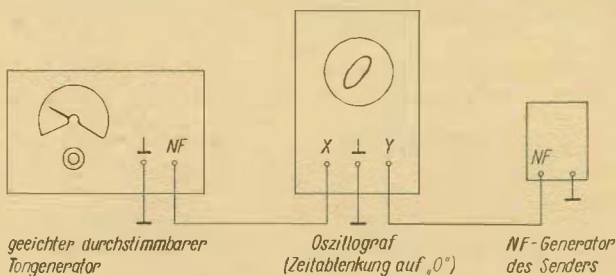 ⊥ NF
X ⊥ Y
NF
geeichter durchstimmbarer
Tongenerator
Oszillograf
(Zeitablenkung auf „0")
NF-Generator
des Senders